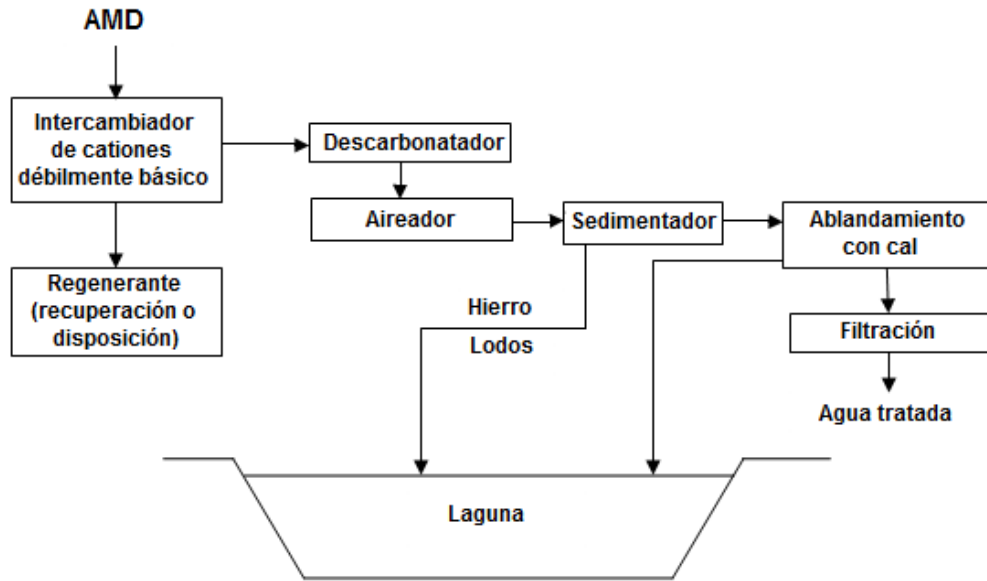 AMD
Intercambiador
de cationes
débilmente básico
Descarbonatador
Aireador
Sedimentador
Ablandamiento
con cal
Regenerante
(recuperación o
disposición)
Hierro
Lodos
Filtración
Agua tratada
Laguna